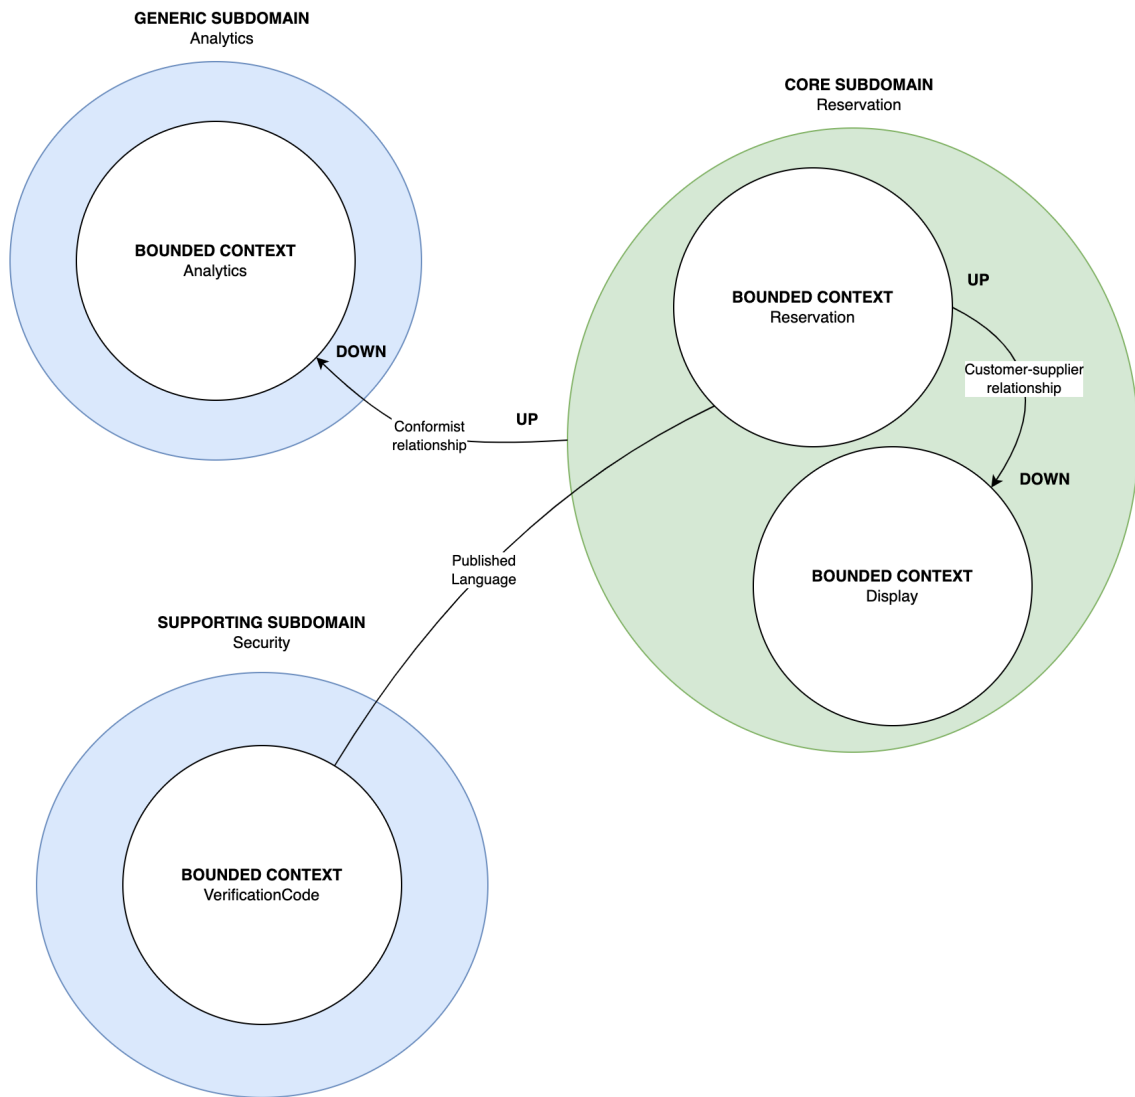 GENERIC SUBDOMAIN
Analytics
CORE SUBDOMAIN
Reservation
BOUNDED CONTEXT
Analytics
BOUNDED CONTEXT
Reservation
UP
Customer-supplier
relationship
DOWN
UP
Conformist
relationship
DOWN
Published
Language
BOUNDED CONTEXT
Display
SUPPORTING SUBDOMAIN
Security
BOUNDED CONTEXT
VerificationCode